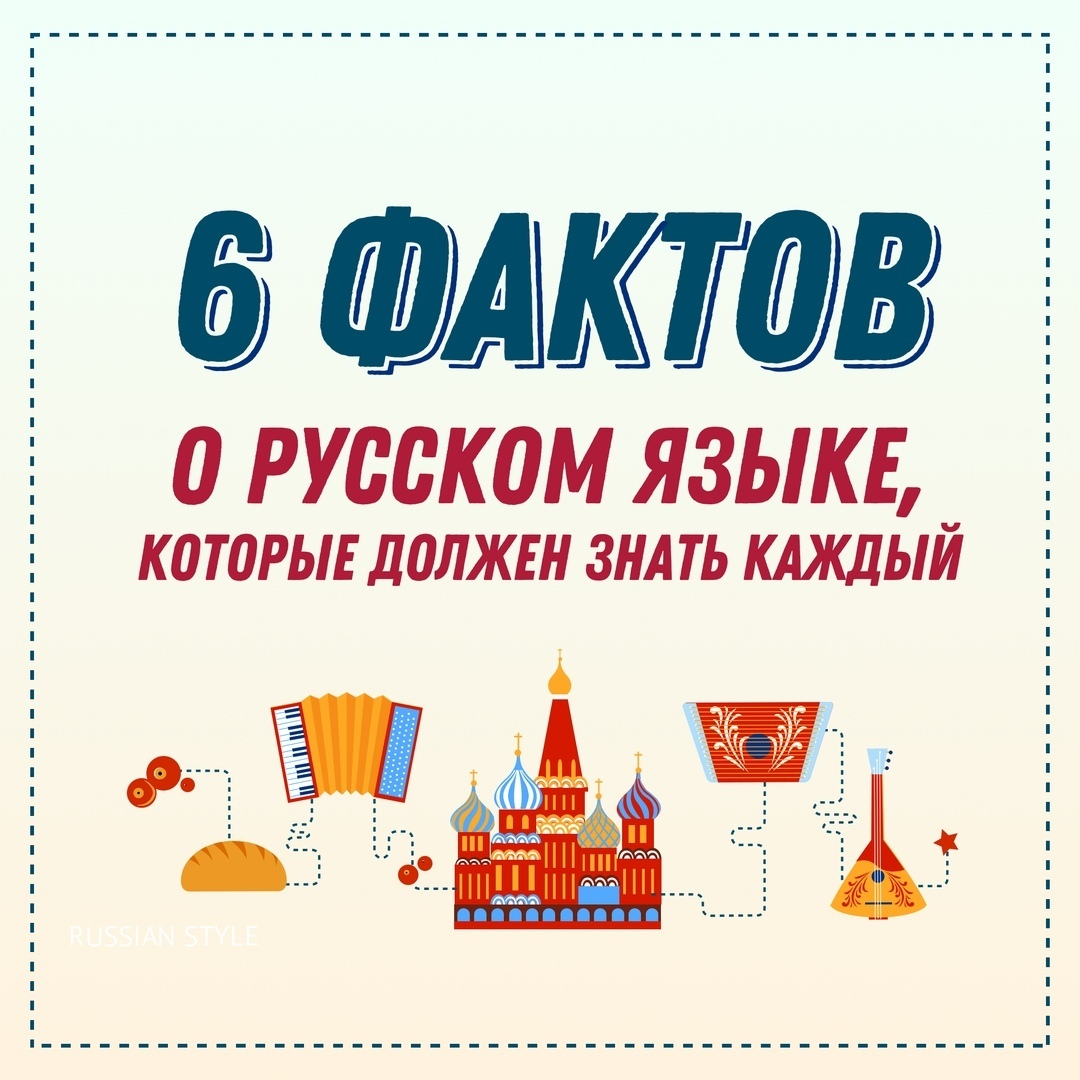 6 ФАКТОВ
О РУССКОМ ЯЗЫКЕ,
КОТОРЫЕ ДОЛЖЕН ЗНАТЬ КАЖДЫЙ
RUSSIAN STYLE